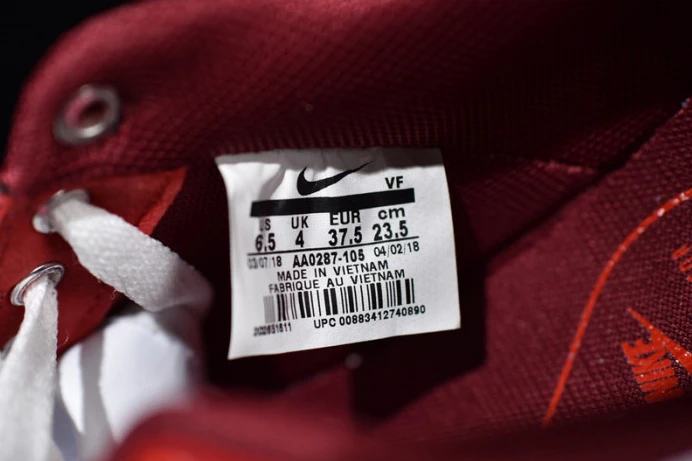 VF
US UK EUR cm
6.5 4 37.5 23.5
03/07/18 AA0287-105 04/02/18
MADE IN VIETNAM
FABRIQUE AU VIETNAM
UPC 00883412740890
NIKE